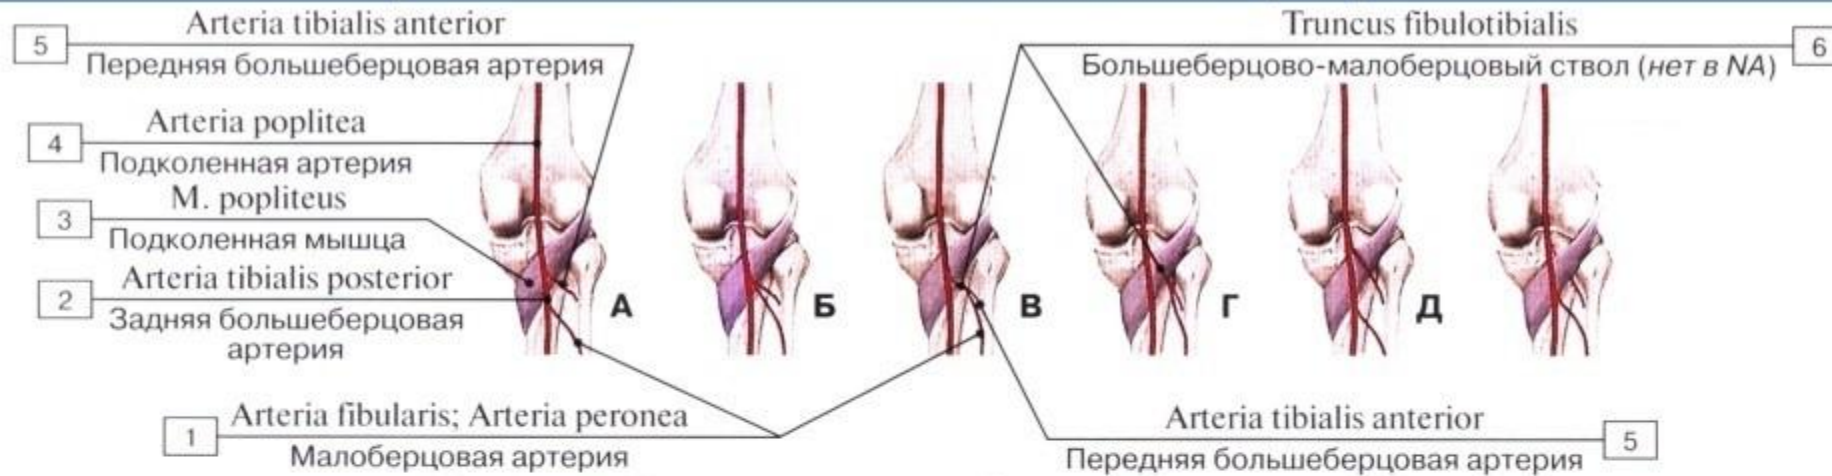 5
Arteria tibialis anterior
Передняя большеберцовая артерия
Truncus fibulotibialis
6
Большеберцово-малоберцовый ствол (нет в NA)
4
Arteria poplitea
Подколенная артерия
3
M. popliteus
Подколенная мышца
2
Arteria tibialis posterior
Задняя большеберцовая
артерия
А
Б
В
Г
Д
1
Arteria fibularis; Arteria peronea
Малоберцовая артерия
Arteria tibialis anterior
5
Передняя большеберцовая артерия